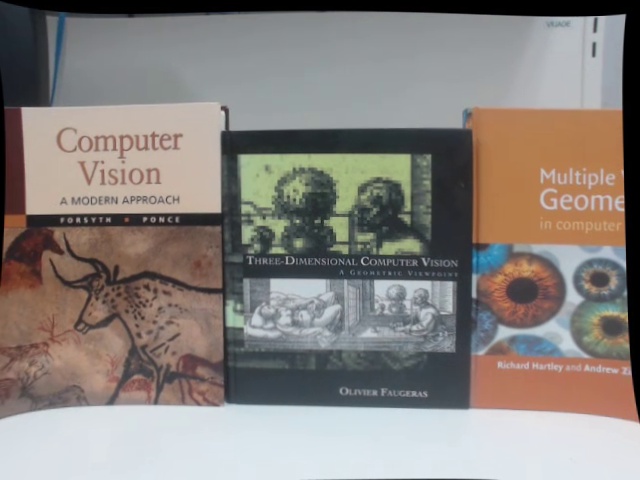 Computer
Vision
A MODERN APPROACH
FORSYTH PONCE
THREE-DIMENSIONAL COMPUTER VISION
A GEOMETRIC VIEWPOINT
OLIVIER FAUGERAS
Multiple
Geome
in computer
Richard Hartley and Andrew Zi